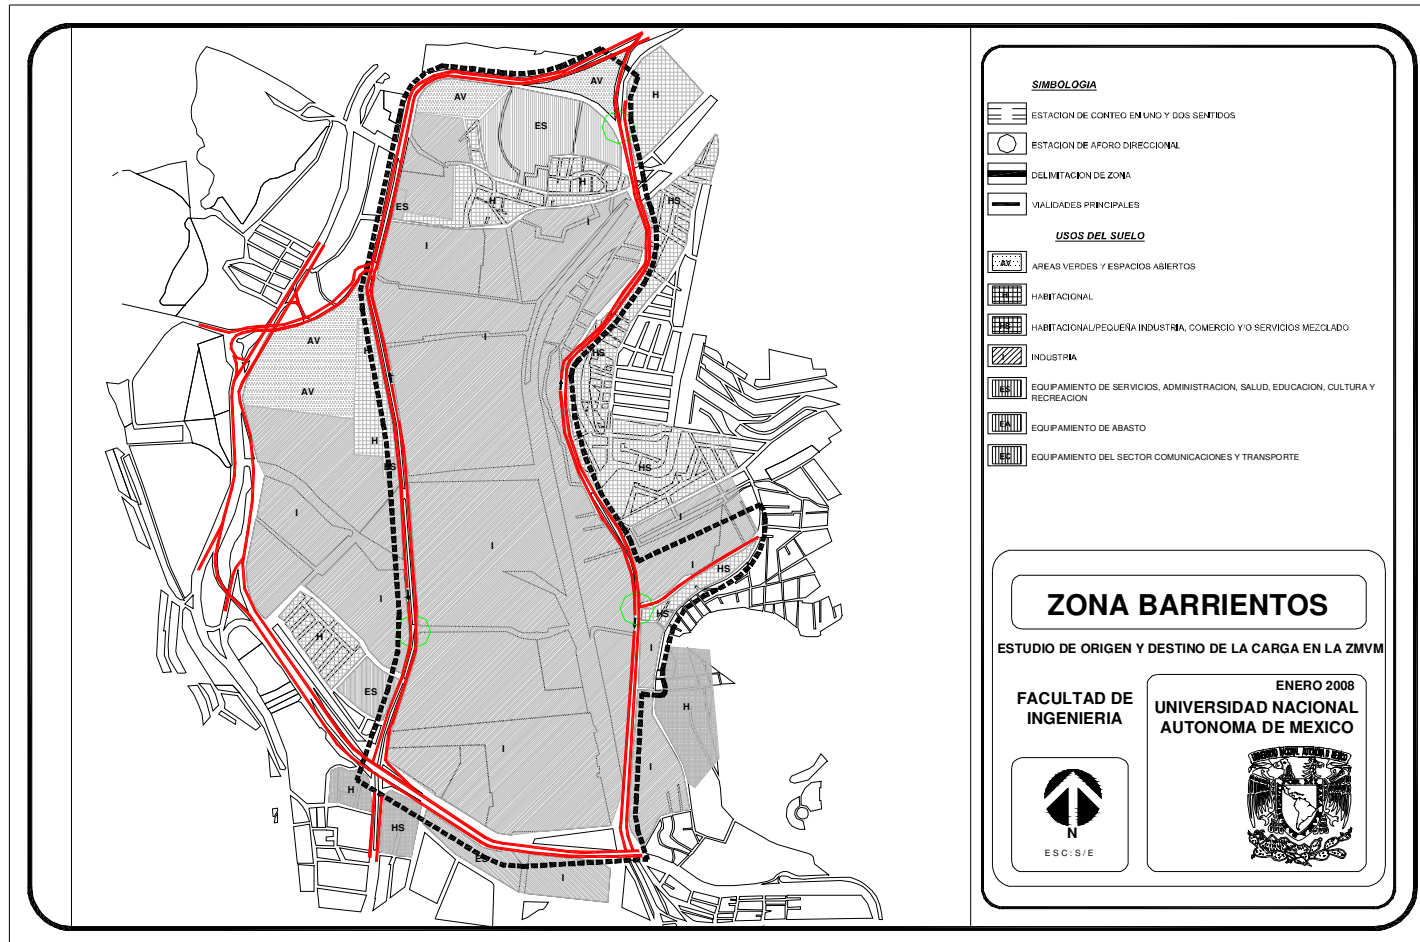 AV
AV
H
ES
H
H
HS
ES
I
I
I
AV
H
HS
AV
H
ES
HS
I
I
I
I
HS
I
HS
I
H
ES
H
I
I
H
HS
ES
I
SIMBOLOGIA
ESTACION DE CONTEO EN UNO Y DOS SENTIDOS
ESTACION DE AFORO DIRECCIONAL
DELIMITACION DE ZONA
VIALIDADES PRINCIPALES
USOS DEL SUELO
AV AREAS VERDES Y ESPACIOS ABIERTOS
H HABITACIONAL
HS HABITACIONAL/PEQUEÑA INDUSTRIA, COMERCIO Y/O SERVICIOS MEZCLADO
I INDUSTRIA
ES EQUIPAMIENTO DE SERVICIOS, ADMINISTRACION, SALUD, EDUCACION, CULTURA Y
RECREACION
EA EQUIPAMIENTO DE ABASTO
EC EQUIPAMIENTO DEL SECTOR COMUNICACIONES Y TRANSPORTE
ZONA BARRIENTOS
ESTUDIO DE ORIGEN Y DESTINO DE LA CARGA EN LA ZMVM
FACULTAD DE
INGENIERIA
N
ESC:S/E
ENERO 2008
UNIVERSIDAD NACIONAL
AUTONOMA DE MEXICO